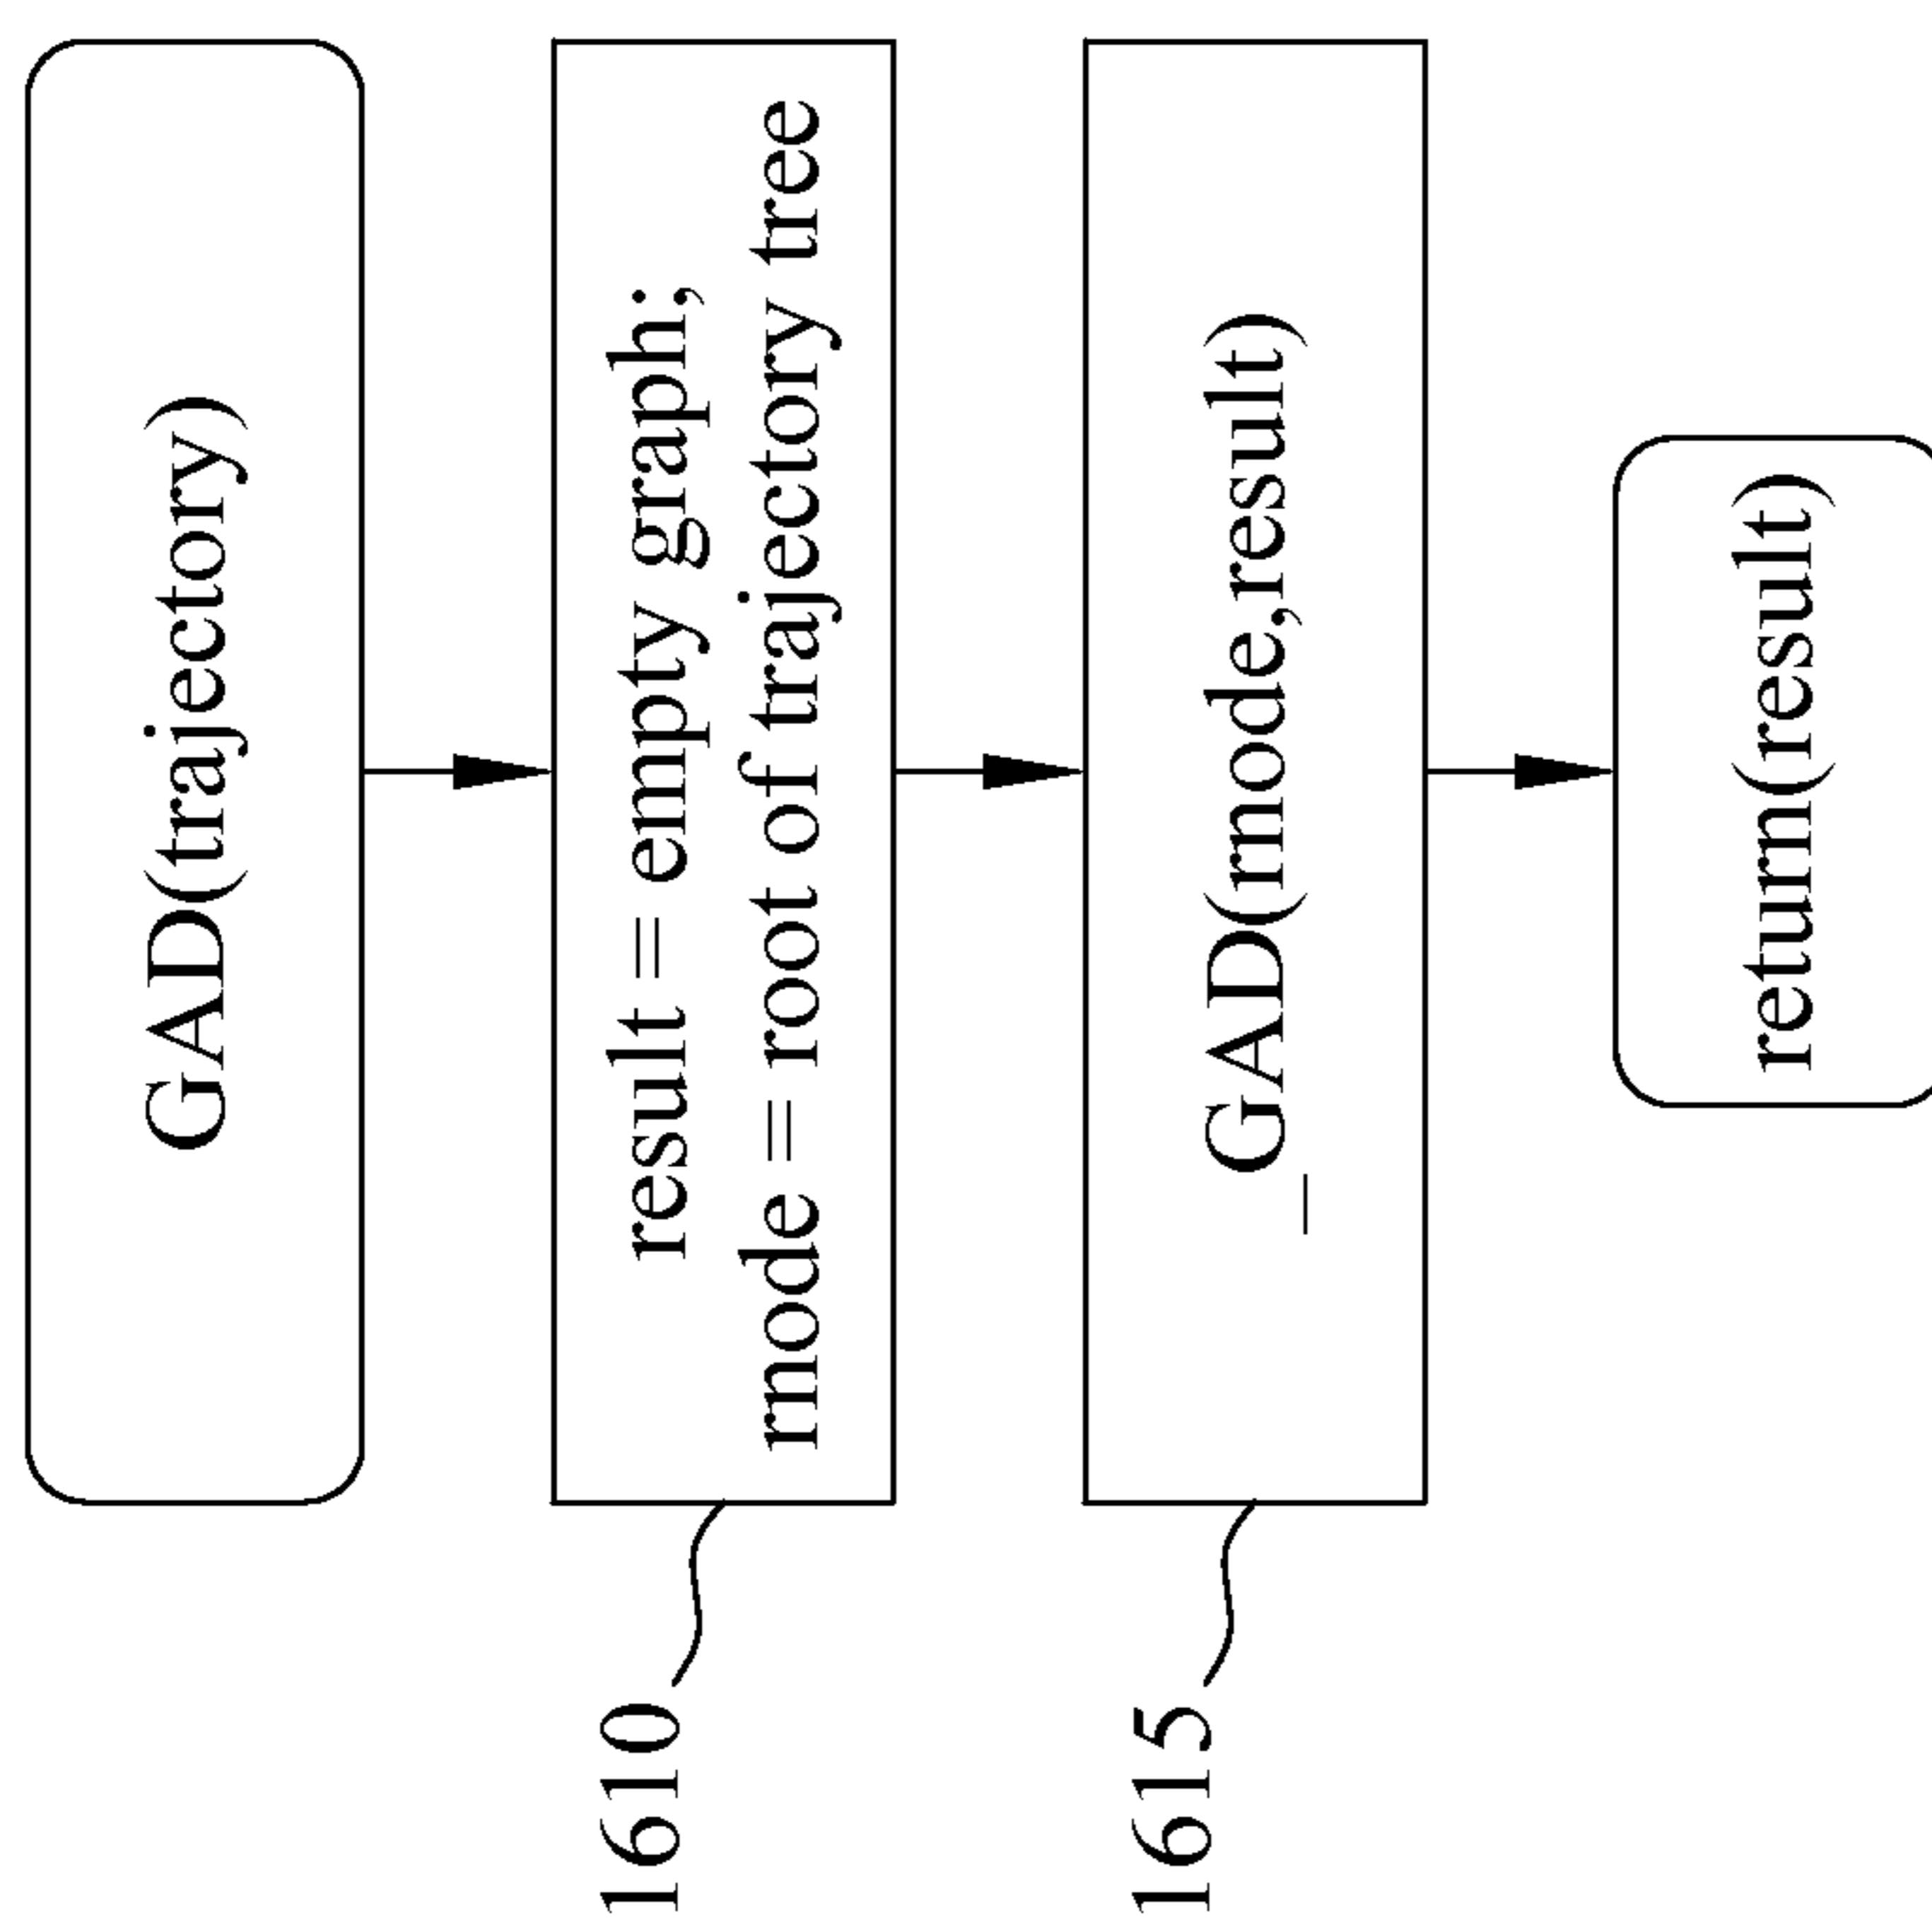 GAD(trajectory)
result = empty graph;
rnode = root of trajectory tree
1610
_GAD(rnode,result)
1615
return(result)